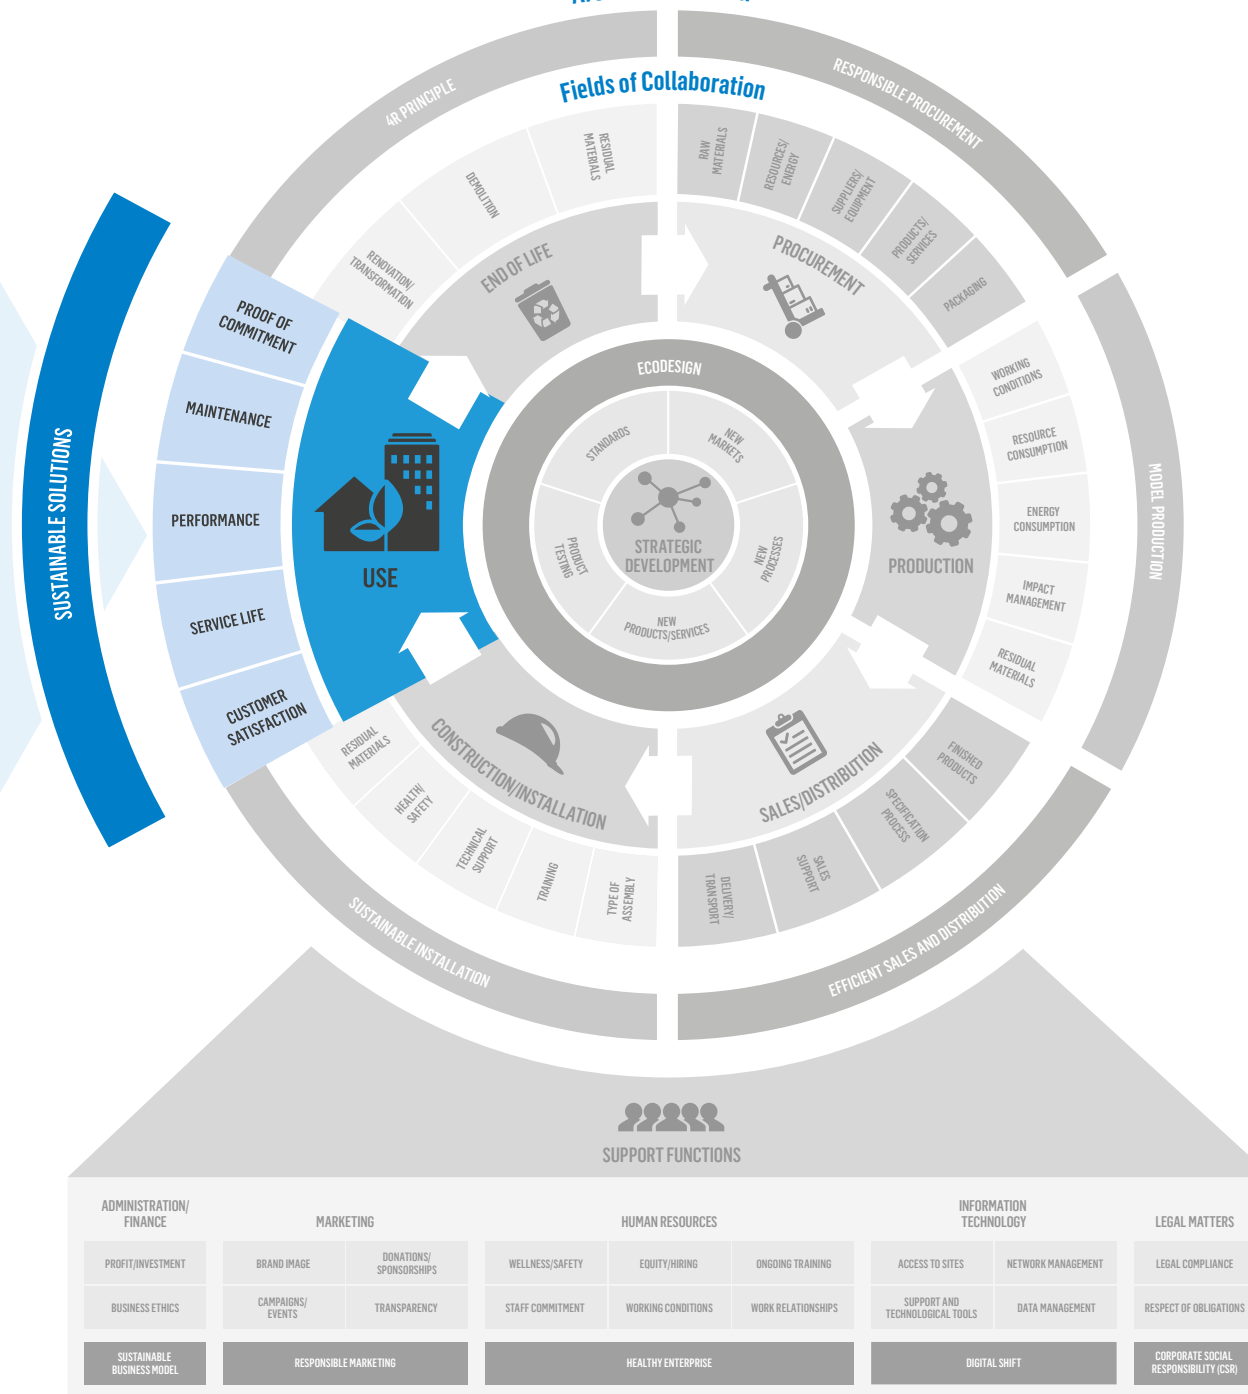 Fields of Collaboration
4R PRINCIPLE
RESPONSIBLE PROCUREMENT
MODEL PRODUCTION
EFFICIENT SALES AND DISTRIBUTION
SUSTAINABLE INSTALLATION
SUSTAINABLE SOLUTIONS
RENOVATION/
TRANSFORMATION
DEMOLITION
RESIDUAL
MATERIALS
END OF LIFE
RAW
MATERIALS
RESOURCES/
ENERGY
SUPPLIERS/
EQUIPMENT
PRODUCTS/
SERVICES
PACKAGING
PROCUREMENT
WORKING
CONDITIONS
RESOURCE
CONSUMPTION
ENERGY
CONSUMPTION
IMPACT
MANAGEMENT
RESIDUAL
MATERIALS
PRODUCTION
FINISHED
PRODUCTS
SPECIFICATION
PROCESS
SALES
SUPPORT
DELIVERY/
TRANSPORT
SALES/DISTRIBUTION
TYPE OF
ASSEMBLY
TRAINING
TECHNICAL
SUPPORT
HEALTH/
SAFETY
RESIDUAL
MATERIALS
CONSTRUCTION/INSTALLATION
PROOF OF
COMMITMENT
MAINTENANCE
PERFORMANCE
SERVICE LIFE
CUSTOMER
SATISFACTION
USE
ECODESIGN
STANDARDS
NEW
MARKETS
NEW
PROCESSES
NEW
PRODUCTS/SERVICES
PRODUCT
TESTING
STRATEGIC
DEVELOPMENT
SUPPORT FUNCTIONS
ADMINISTRATION/
FINANCE
PROFIT/INVESTMENT
BUSINESS ETHICS
SUSTAINABLE
BUSINESS MODEL
MARKETING
BRAND IMAGE
DONATIONS/
SPONSORSHIPS
CAMPAIGNS/
EVENTS
TRANSPARENCY
RESPONSIBLE MARKETING
HUMAN RESOURCES
WELLNESS/SAFETY
EQUITY/HIRING
ONGOING TRAINING
STAFF COMMITMENT
WORKING CONDITIONS
WORK RELATIONSHIPS
HEALTHY ENTERPRISE
INFORMATION
TECHNOLOGY
ACCESS TO SITES
NETWORK MANAGEMENT
SUPPORT AND
TECHNOLOGICAL TOOLS
DATA MANAGEMENT
DIGITAL SHIFT
LEGAL MATTERS
LEGAL COMPLIANCE
RESPECT OF OBLIGATIONS
CORPORATE SOCIAL
RESPONSIBILITY (CSR)